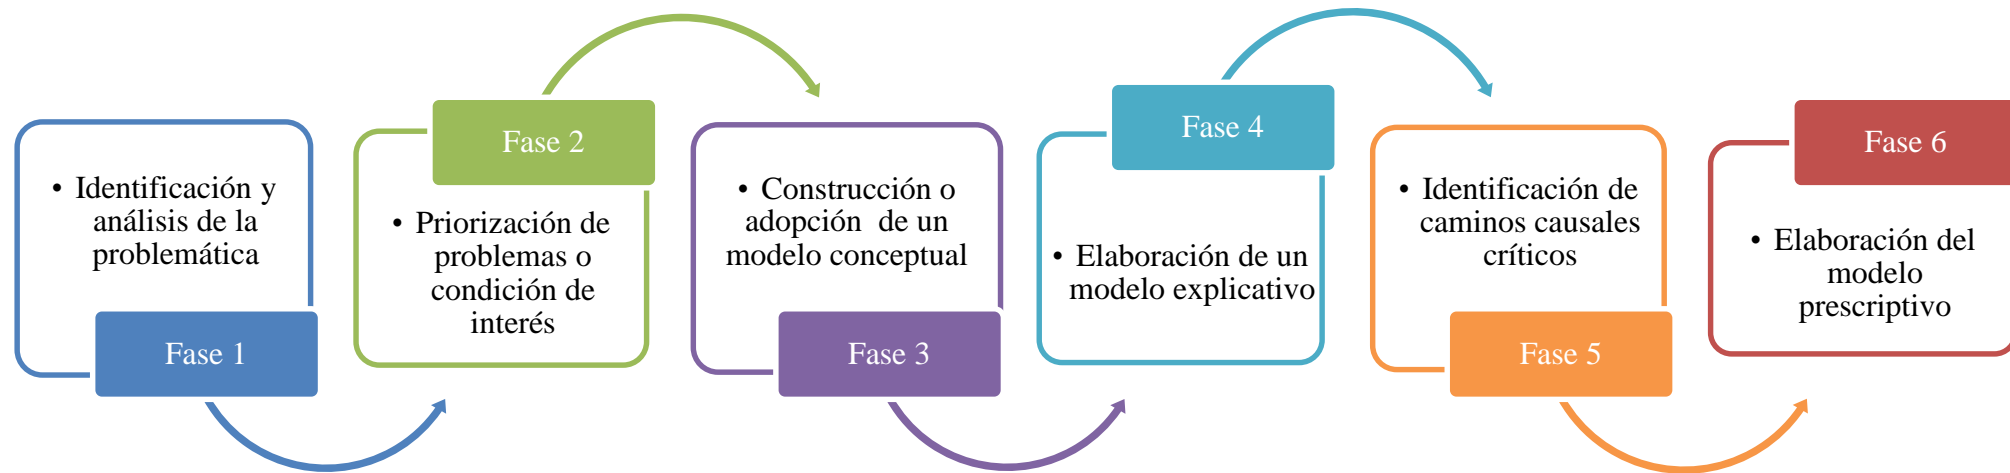 • Identificación y
análisis de la
problemática
Fase 1
Fase 2
• Priorización de
problemas o
condición de
interés
• Construcción o
adopción  de un
modelo conceptual
Fase 3
Fase 4
• Elaboración de un
modelo explicativo
• Identificación de
caminos causales
críticos
Fase 5
Fase 6
• Elaboración del
modelo
prescriptivo